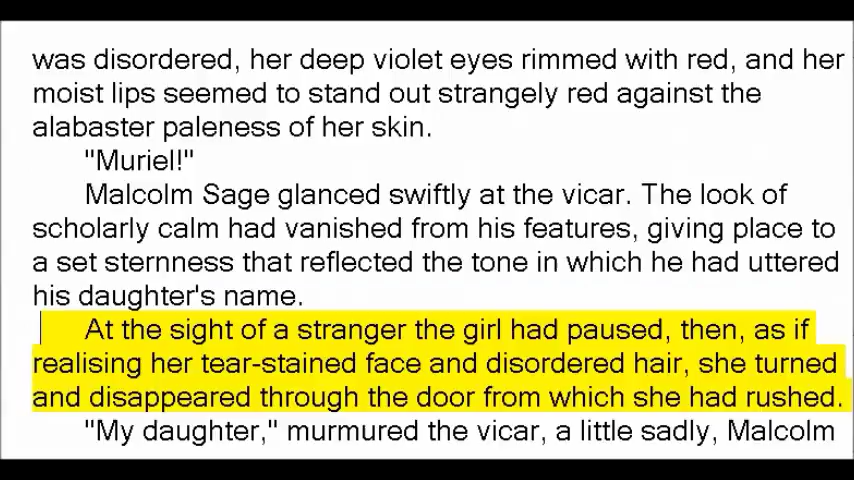 was disordered, her deep violet eyes rimmed with red, and her
moist lips seemed to stand out strangely red against the
alabaster paleness of her skin.
"Muriel!"
Malcolm Sage glanced swiftly at the vicar. The look of
scholarly calm had vanished from his features, giving place to
a set sternness that reflected the tone in which he had uttered
his daughter's name.
At the sight of a stranger the girl had paused, then, as if
realising her tear-stained face and disordered hair, she turned
and disappeared through the door from which she had rushed.
"My daughter," murmured the vicar, a little sadly, Malcolm